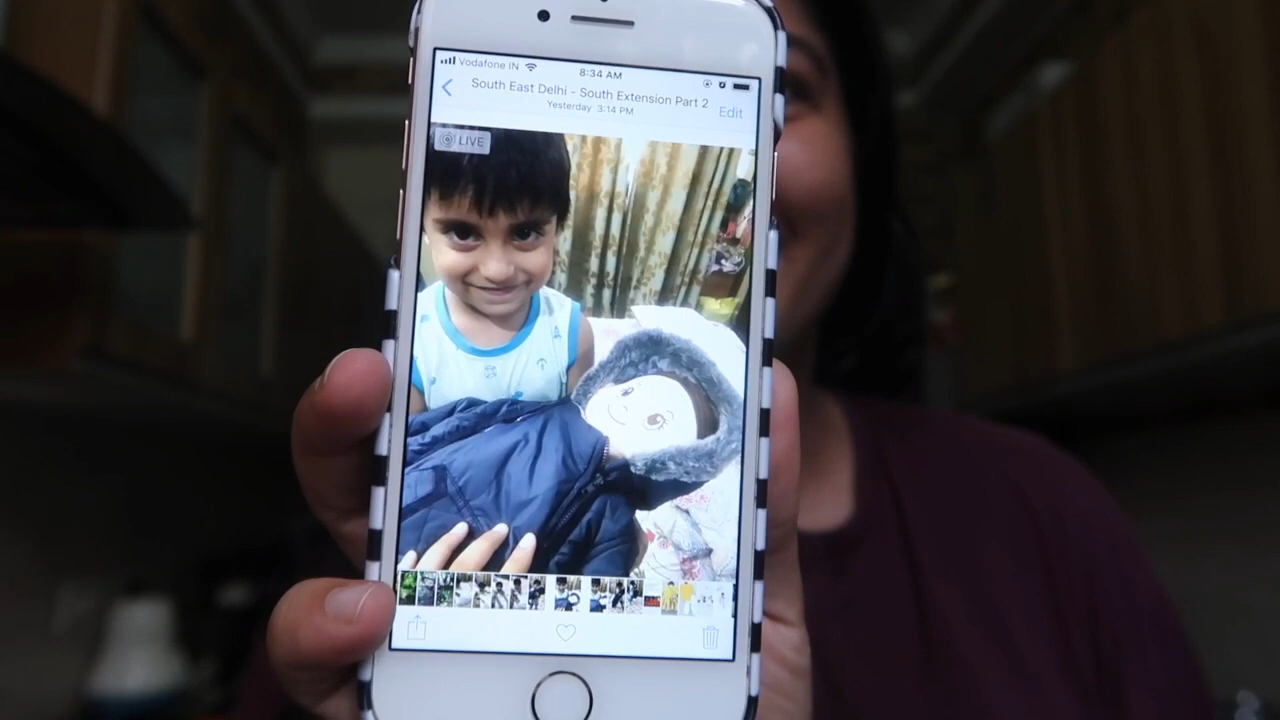 Vodafone IN
8:34 AM
South East Delhi - South Extension Part 2
Yesterday 3:14 PM
Edit
LIVE